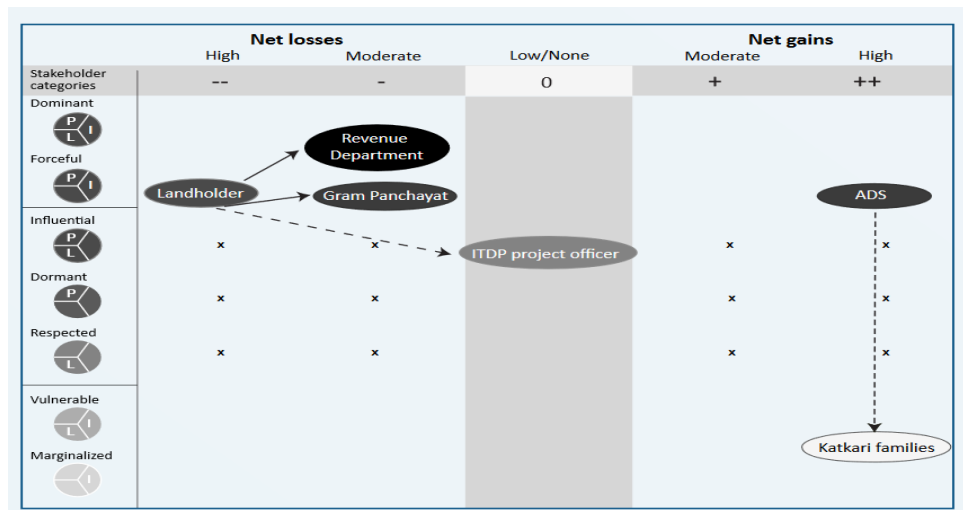 Net losses Net gains
High Moderate Low/None Moderate High
Stakeholder
categories -- - 0 + ++
Dominant
P I L
Revenue
Department
Forceful
P I
Landholder Gram Panchayat ADS
Influential
P L
x x x x
ITDP project officer
Dormant
P
x x x x
Respected
L
x x x x
Vulnerable
L I
Katkari families
Marginalized
I